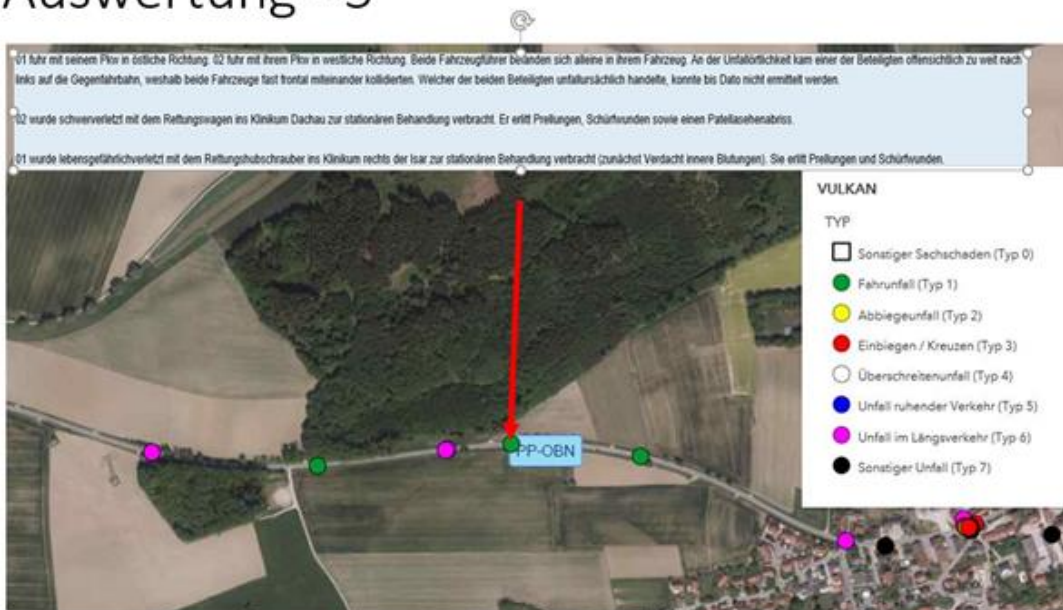 Auswertung - 3
01 fuhr mit seinem Pkw in östliche Richtung. 02 fuhr mit ihrem Pkw in westliche Richtung. Beide Fahrzeugführer befanden sich alleine in ihrem Fahrzeug. An der Unfallörtlichkeit kam einer der Beteiligten offensichtlich zu weit nach
links auf die Gegenfahrbahn, weshalb beide Fahrzeuge fast frontal miteinander kollidierten. Welcher der beiden Beteiligten unfallursächlich handelte, konnte bis Dato nicht ermittelt werden.
02 wurde schwerverletzt mit dem Rettungswagen ins Klinikum Dachau zur stationären Behandlung verbracht. Er erlitt Prellungen, Schürfwunden sowie einen Patellasehenabriss.
01 wurde lebensgefährlichverletzt mit dem Rettungshubschrauber ins Klinikum rechts der Isar zur stationären Behandlung verbracht (zunächst Verdacht innere Blutungen). Sie erlitt Prellungen und Schürfwunden.
VULKAN
TYP
Sonstiger Sachschaden (Typ 0)
Fahrunfall (Typ 1)
Abbiegeunfall (Typ 2)
Einbiegen / Kreuzen (Typ 3)
Überschreitenunfall (Typ 4)
Unfall ruhender Verkehr (Typ 5)
Unfall im Längsverkehr (Typ 6)
Sonstiger Unfall (Typ 7)
PP-OBN